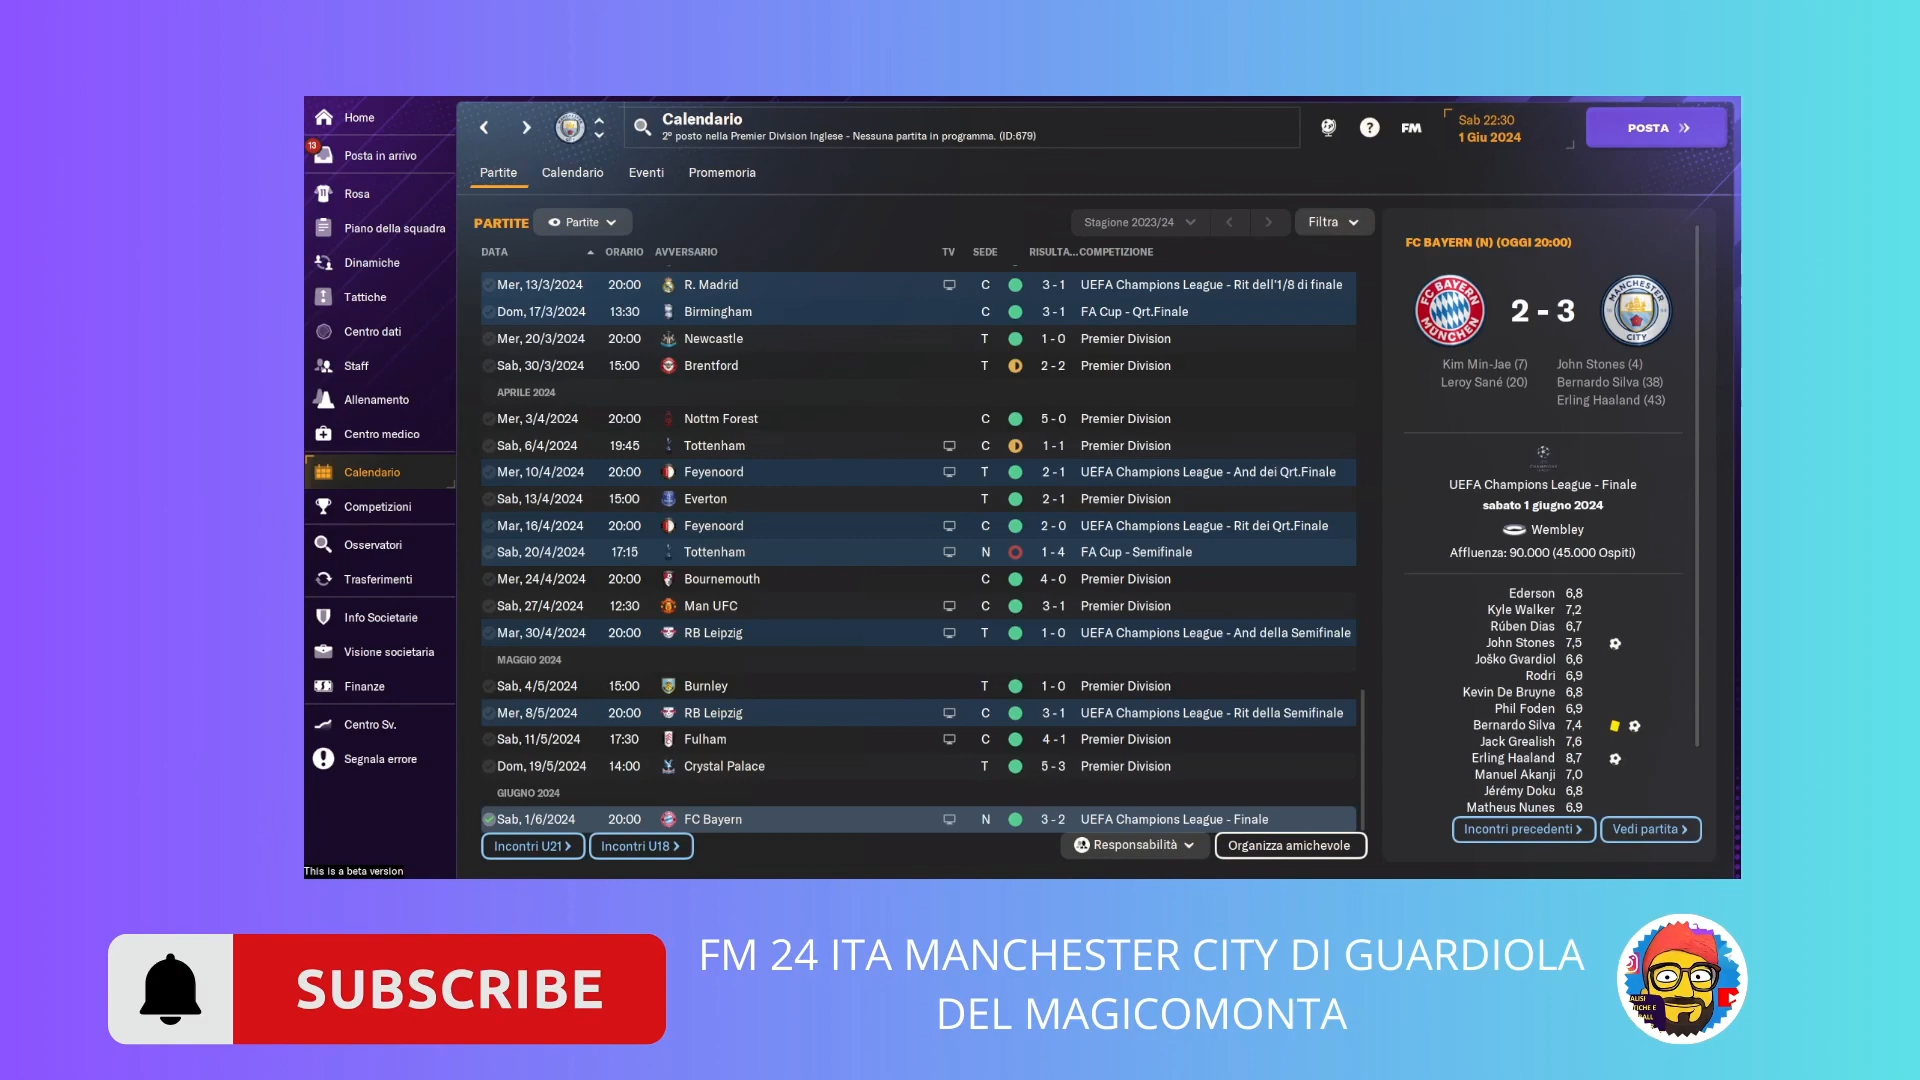 Home
13
Posta in arrivo
Rosa
Piano della squadra
Dinamiche
Tattiche
Centro dati
Staff
Allenamento
Centro medico
Calendario
Competizioni
Osservatori
Trasferimenti
Info Societarie
Visione societaria
Finanze
Centro Sv.
Segnala errore
This is a beta version
Calendario
2º posto nella Premier Division Inglese - Nessuna partita in programma. (ID:679)
FM
Sab 22:30
1 Giu 2024
POSTA
Partite Calendario Eventi Promemoria
PARTITE Partite Stagione 2023/24 Filtra
DATA ORARIO AVVERSARIO TV SEDE RISULTA... COMPETIZIONE
Mer, 13/3/2024 20:00 R. Madrid C 3 - 1 UEFA Champions League - Rit dell'1/8 di finale
Dom, 17/3/2024 13:30 Birmingham C 3 - 1 FA Cup - Qrt.Finale
Mer, 20/3/2024 20:00 Newcastle T 1 - 0 Premier Division
Sab, 30/3/2024 15:00 Brentford T 2 - 2 Premier Division
APRILE 2024
Mer, 3/4/2024 20:00 Nottm Forest C 5 - 0 Premier Division
Sab, 6/4/2024 19:45 Tottenham C 1 - 1 Premier Division
Mer, 10/4/2024 20:00 Feyenoord T 2 - 1 UEFA Champions League - And dei Qrt.Finale
Sab, 13/4/2024 15:00 Everton T 2 - 1 Premier Division
Mar, 16/4/2024 20:00 Feyenoord C 2 - 0 UEFA Champions League - Rit dei Qrt.Finale
Sab, 20/4/2024 17:15 Tottenham N 1 - 4 FA Cup - Semifinale
Mer, 24/4/2024 20:00 Bournemouth C 4 - 0 Premier Division
Sab, 27/4/2024 12:30 Man UFC C 3 - 1 Premier Division
Mar, 30/4/2024 20:00 RB Leipzig T 1 - 0 UEFA Champions League - And della Semifinale
MAGGIO 2024
Sab, 4/5/2024 15:00 Burnley T 1 - 0 Premier Division
Mer, 8/5/2024 20:00 RB Leipzig C 3 - 1 UEFA Champions League - Rit della Semifinale
Sab, 11/5/2024 17:30 Fulham C 4 - 1 Premier Division
Dom, 19/5/2024 14:00 Crystal Palace T 5 - 3 Premier Division
GIUGNO 2024
Sab, 1/6/2024 20:00 FC Bayern N 3 - 2 UEFA Champions League - Finale
Incontri U21 Incontri U18 Responsabilità Organizza amichevole
FC BAYERN (N) (OGGI 20:00)
FC BAYERN MÜNCHEN
2 - 3
MANCHESTER CITY
Kim Min-Jae (7) John Stones (4)
Leroy Sané (20) Bernardo Silva (38)
Erling Haaland (43)
UEFA Champions League - Finale
sabato 1 giugno 2024
Wembley
Affluenza: 90.000 (45.000 Ospiti)
Ederson 6,8
Kyle Walker 7,2
Rúben Dias 6,7
John Stones 7,5
Joško Gvardiol 6,6
Rodri 6,9
Kevin De Bruyne 6,8
Phil Foden 6,9
Bernardo Silva 7,4
Jack Grealish 7,6
Erling Haaland 8,7
Manuel Akanji 7,0
Jérémy Doku 6,8
Matheus Nunes 6,9
Incontri precedenti Vedi partita
SUBSCRIBE
FM 24 ITA MANCHESTER CITY DI GUARDIOLA
DEL MAGICOMONTA